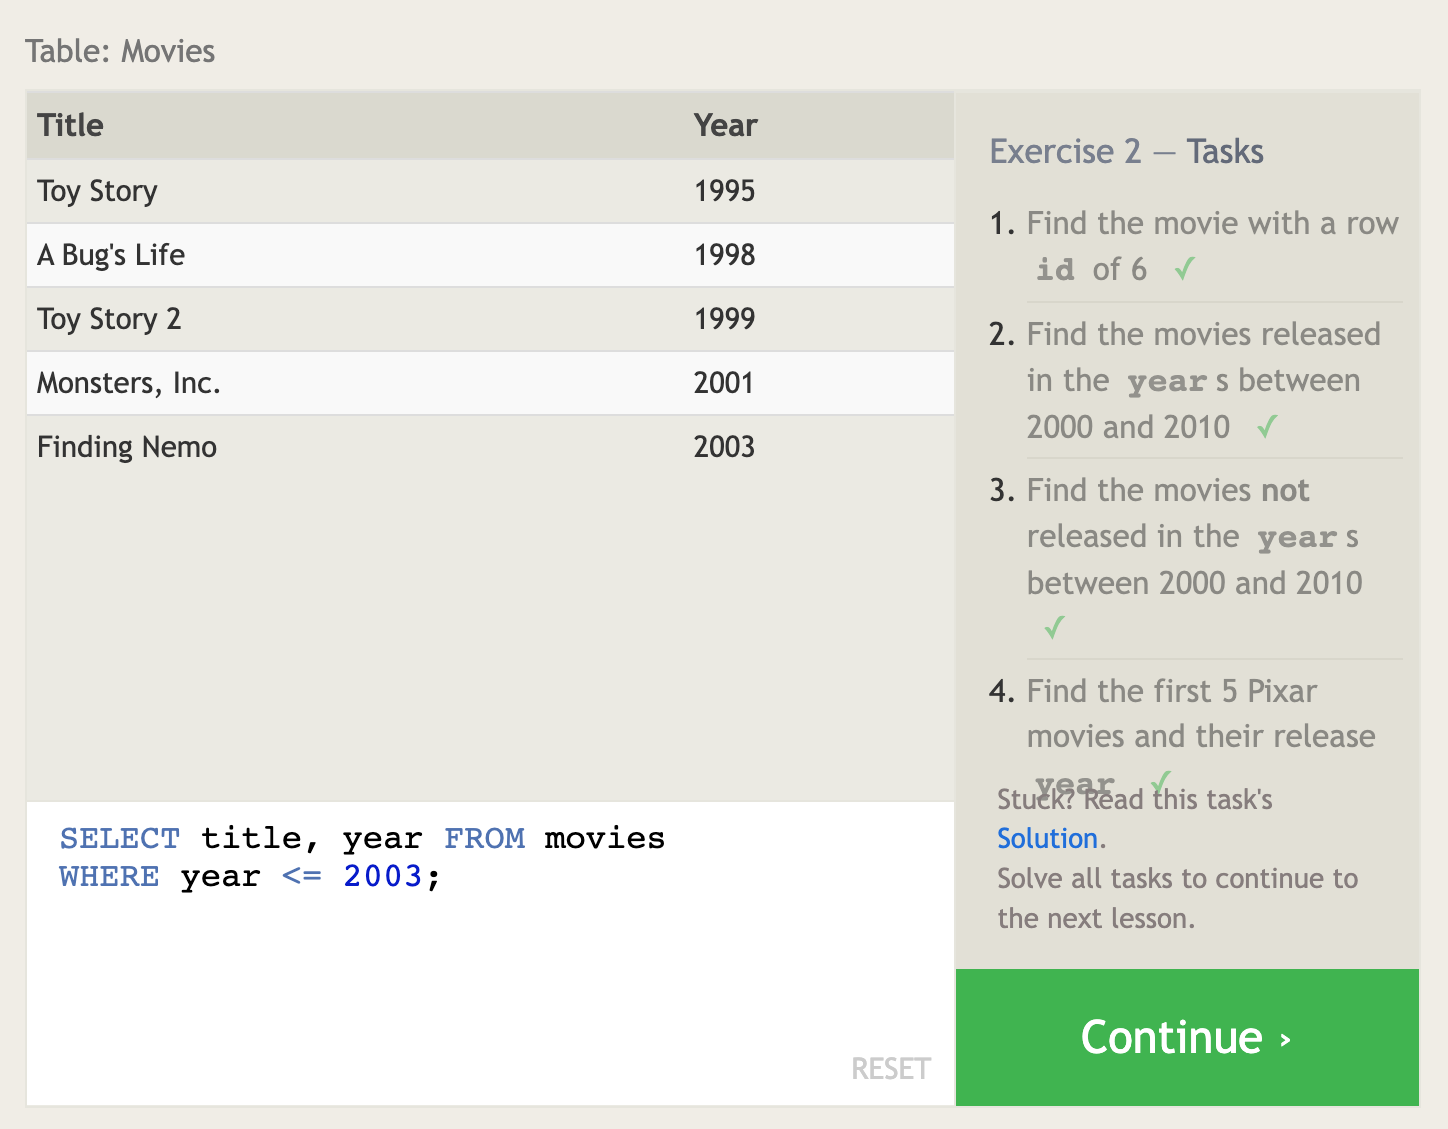 Table: Movies
Title Year
Toy Story 1995
A Bug's Life 1998
Toy Story 2 1999
Monsters, Inc. 2001
Finding Nemo 2003
SELECT title, year FROM movies
WHERE year <= 2003;
RESET
Exercise 2 — Tasks
1. Find the movie with a row
id of 6 ✓
2. Find the movies released
in the year s between
2000 and 2010 ✓
3. Find the movies not
released in the year s
between 2000 and 2010
✓
4. Find the first 5 Pixar
movies and their release
year ✓
Stuck? Read this task's
Solution.
Solve all tasks to continue to
the next lesson.
Continue ›